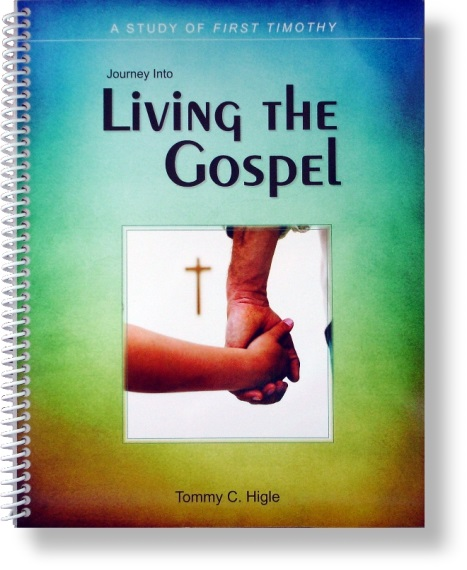 A STUDY OF FIRST TIMOTHY
Journey Into
LIVING THE
GOSPEL
Tommy C. Higle